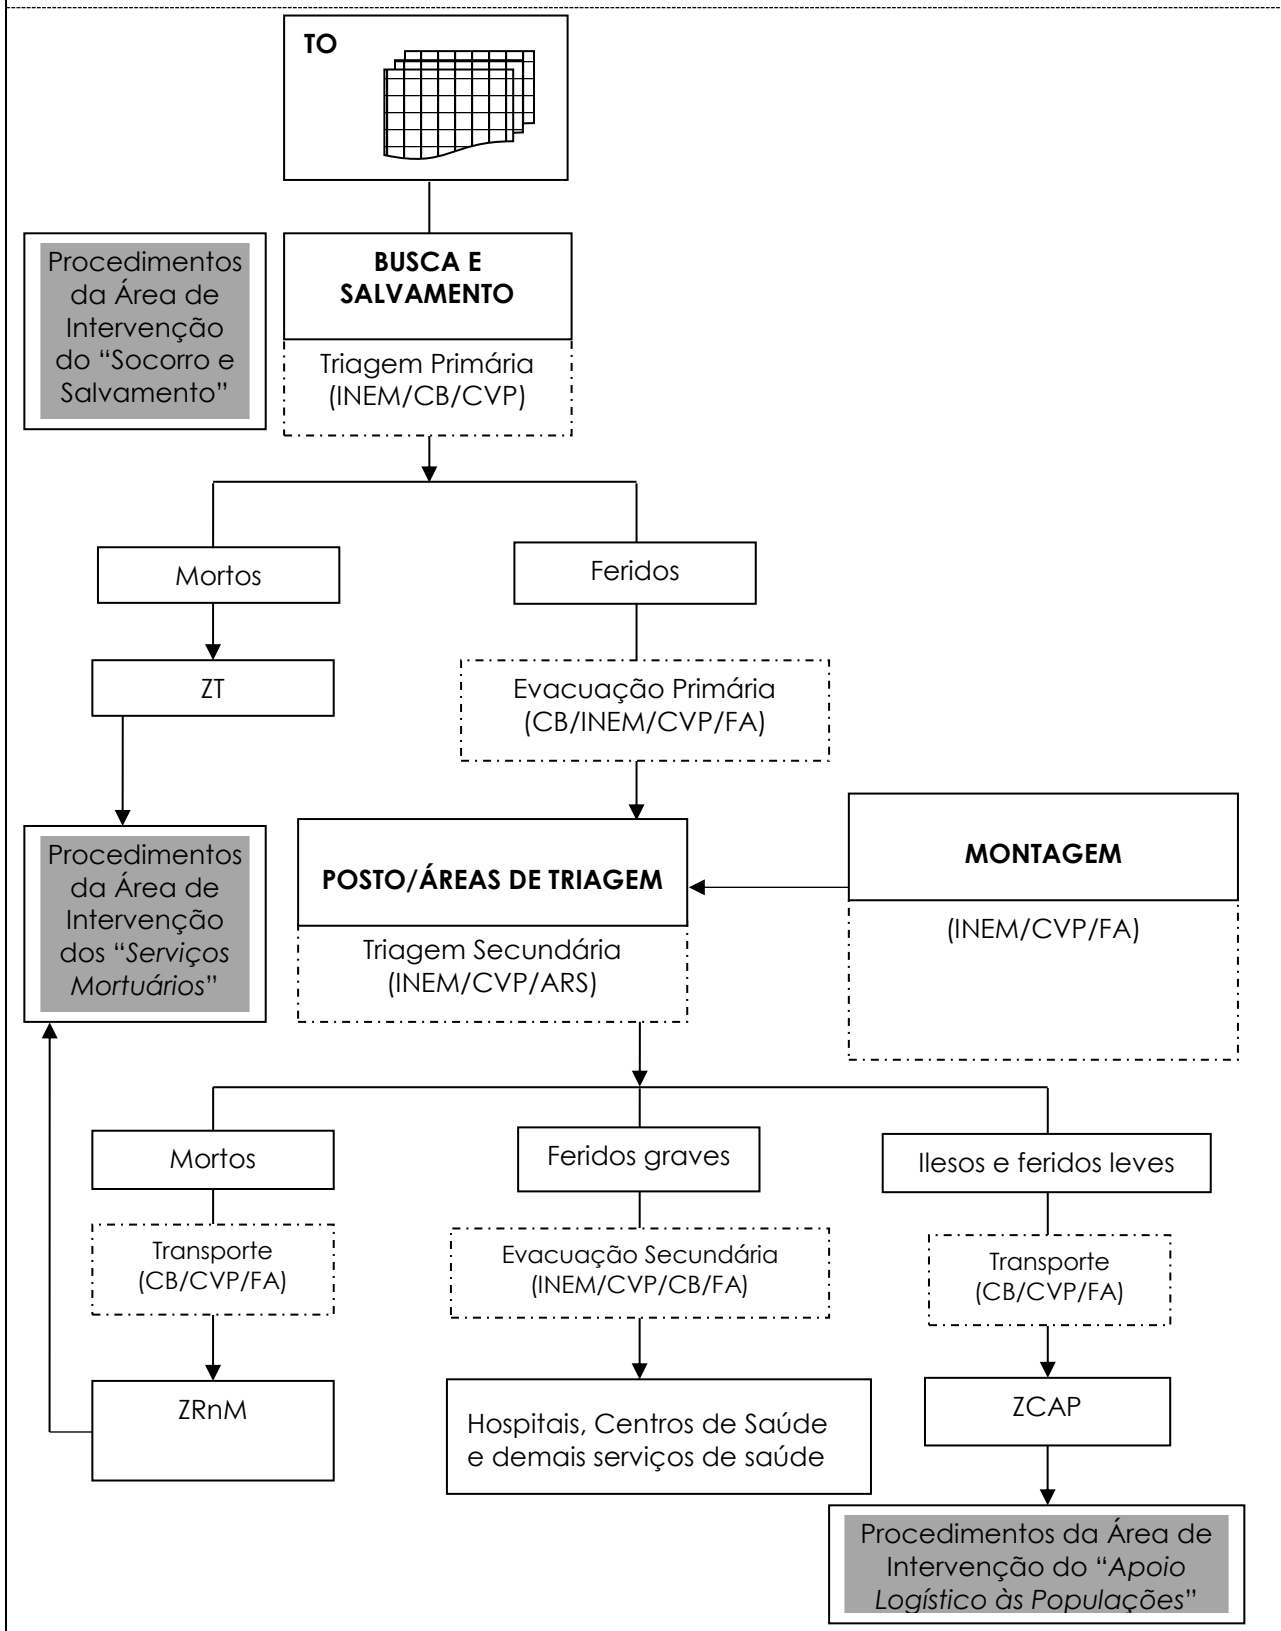 TO
Procedimentos
da Área de
Intervenção
do “Socorro e
Salvamento”
BUSCA E
SALVAMENTO
Triagem Primária
(INEM/CB/CVP)
Mortos
Feridos
ZT
Evacuação Primária
(CB/INEM/CVP/FA)
Procedimentos
da Área de
Intervenção
dos “Serviços
Mortuários”
POSTO/ÁREAS DE TRIAGEM
Triagem Secundária
(INEM/CVP/ARS)
MONTAGEM
(INEM/CVP/FA)
Mortos
Feridos graves
Ilesos e feridos leves
Transporte
(CB/CVP/FA)
Evacuação Secundária
(INEM/CVP/CB/FA)
Transporte
(CB/CVP/FA)
ZRnM
Hospitais, Centros de Saúde
e demais serviços de saúde
ZCAP
Procedimentos da Área de
Intervenção do “Apoio
Logístico às Populações”